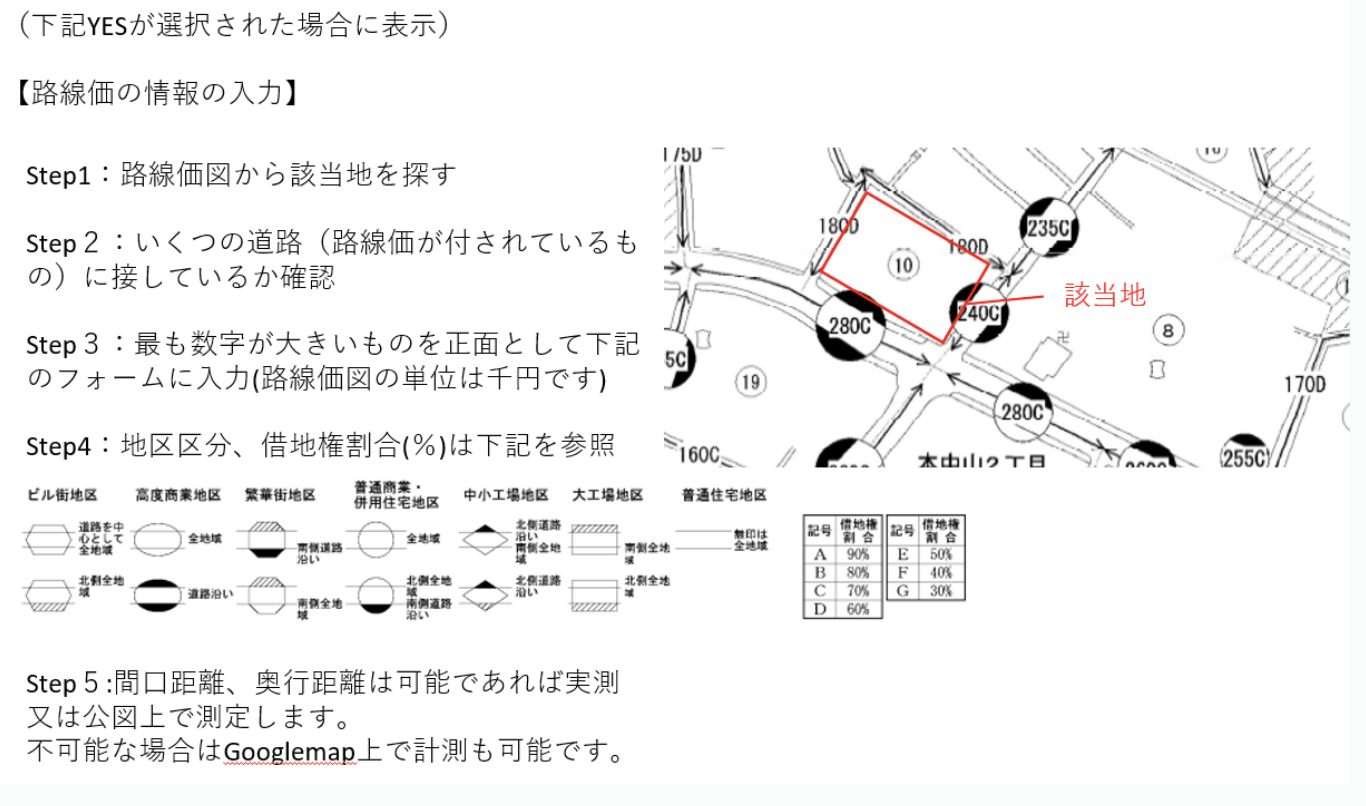 （下記YESが選択された場合に表示）
【路線価の情報の入力】
Step1：路線価図から該当地を探す
Step２：いくつの道路（路線価が付されているも
の）に接しているか確認
Step３：最も数字が大きいものを正面として下記
のフォームに入力(路線価図の単位は千円です)
Step4：地区区分、借地権割合(%)は下記を参照
175D
180D
180D
10
235C
該当地
240C
280C
8
卍
5C
19
280C
170D
160C
本中山2丁目
255C
ビル街地区
高度商業地区
繁華街地区
普通商業・
併用住宅地区
中小工場地区
大工場地区
普通住宅地区
道路を中
心として
全地域
全地域
南側道路
沿い
全地域
北側道路
沿い
南側全地
域
南側全地
域
無印は
全地域
北側全地
域
道路沿い
南側全地
域
北側全地
域
南側道路
沿い
北側道路
沿い
北側全地
域
記号 借地権割合 記号 借地権割合
A 90% E 50%
B 80% F 40%
C 70% G 30%
D 60%
Step５:間口距離、奥行距離は可能であれば実測
又は公図上で測定します。
不可能な場合はGooglemap上で計測も可能です。